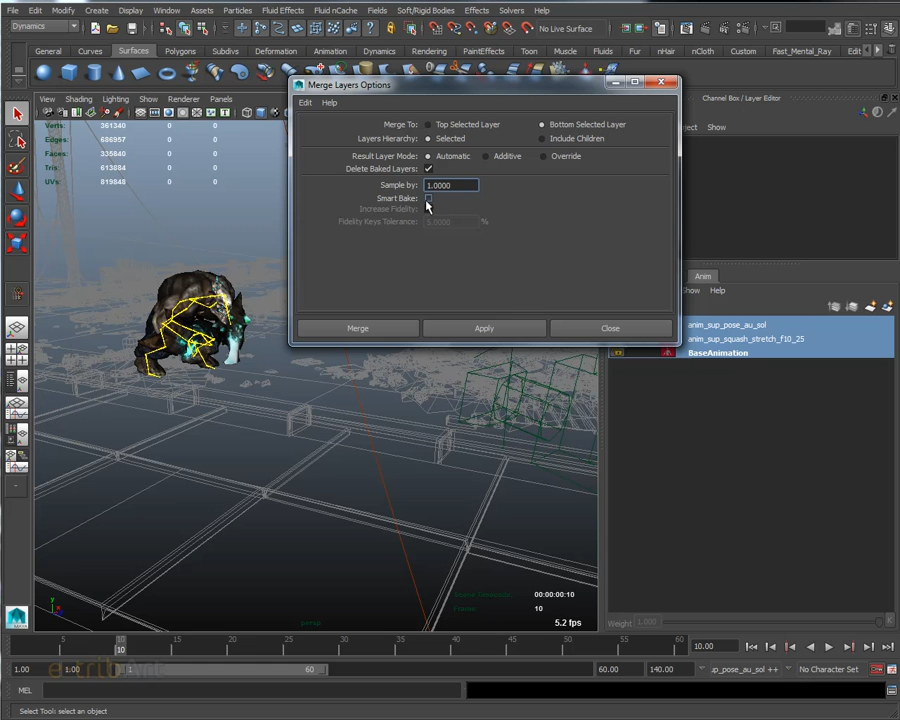 File Edit Modify Create Display Window Assets Particles Fluid Effects Fluid nCache Fields Soft/Rigid Bodies Effects Solvers Help
Dynamics No Live Surface
General Curves Surfaces Polygons Subdivs Deformation Animation Dynamics Rendering PaintEffects Toon Muscle Fluids Fur nHair nCloth Custom Fast_Mental_Ray Edi
Merge Layers Options
View Shading Lighting Show Renderer Panels
Edit Help
Channel Box / Layer Editor
ject Show
Verts: 361340 0 0
Edges: 686957 0 0
Faces: 335840 0 0
Tris: 613884 0 0
UVs: 819848 0 0
Merge To: Top Selected Layer Bottom Selected Layer
Layers Hierarchy: Selected Include Children
Result Layer Mode: Automatic Additive Override
Delete Baked Layers:
Sample by: 1.0000
Smart Bake:
Increase Fidelity:
Fidelity Keys Tolerance: 5.0000 %
Merge Apply Close
Anim
Show Help
anim_sup_pose_au_sol
anim_sup_squash_stretch_f10_25
BaseAnimation
00:00:00:10
Frame: 10
persp
5.2 fps
Weight: 1.000
5 10 15 20 25 30 35 40 45 50 55 60
10
10.00
1.00 1.00 1 60 60.00 140.00 up_pose_au_sol ++ No Character Set
MEL
Select Tool: select an object